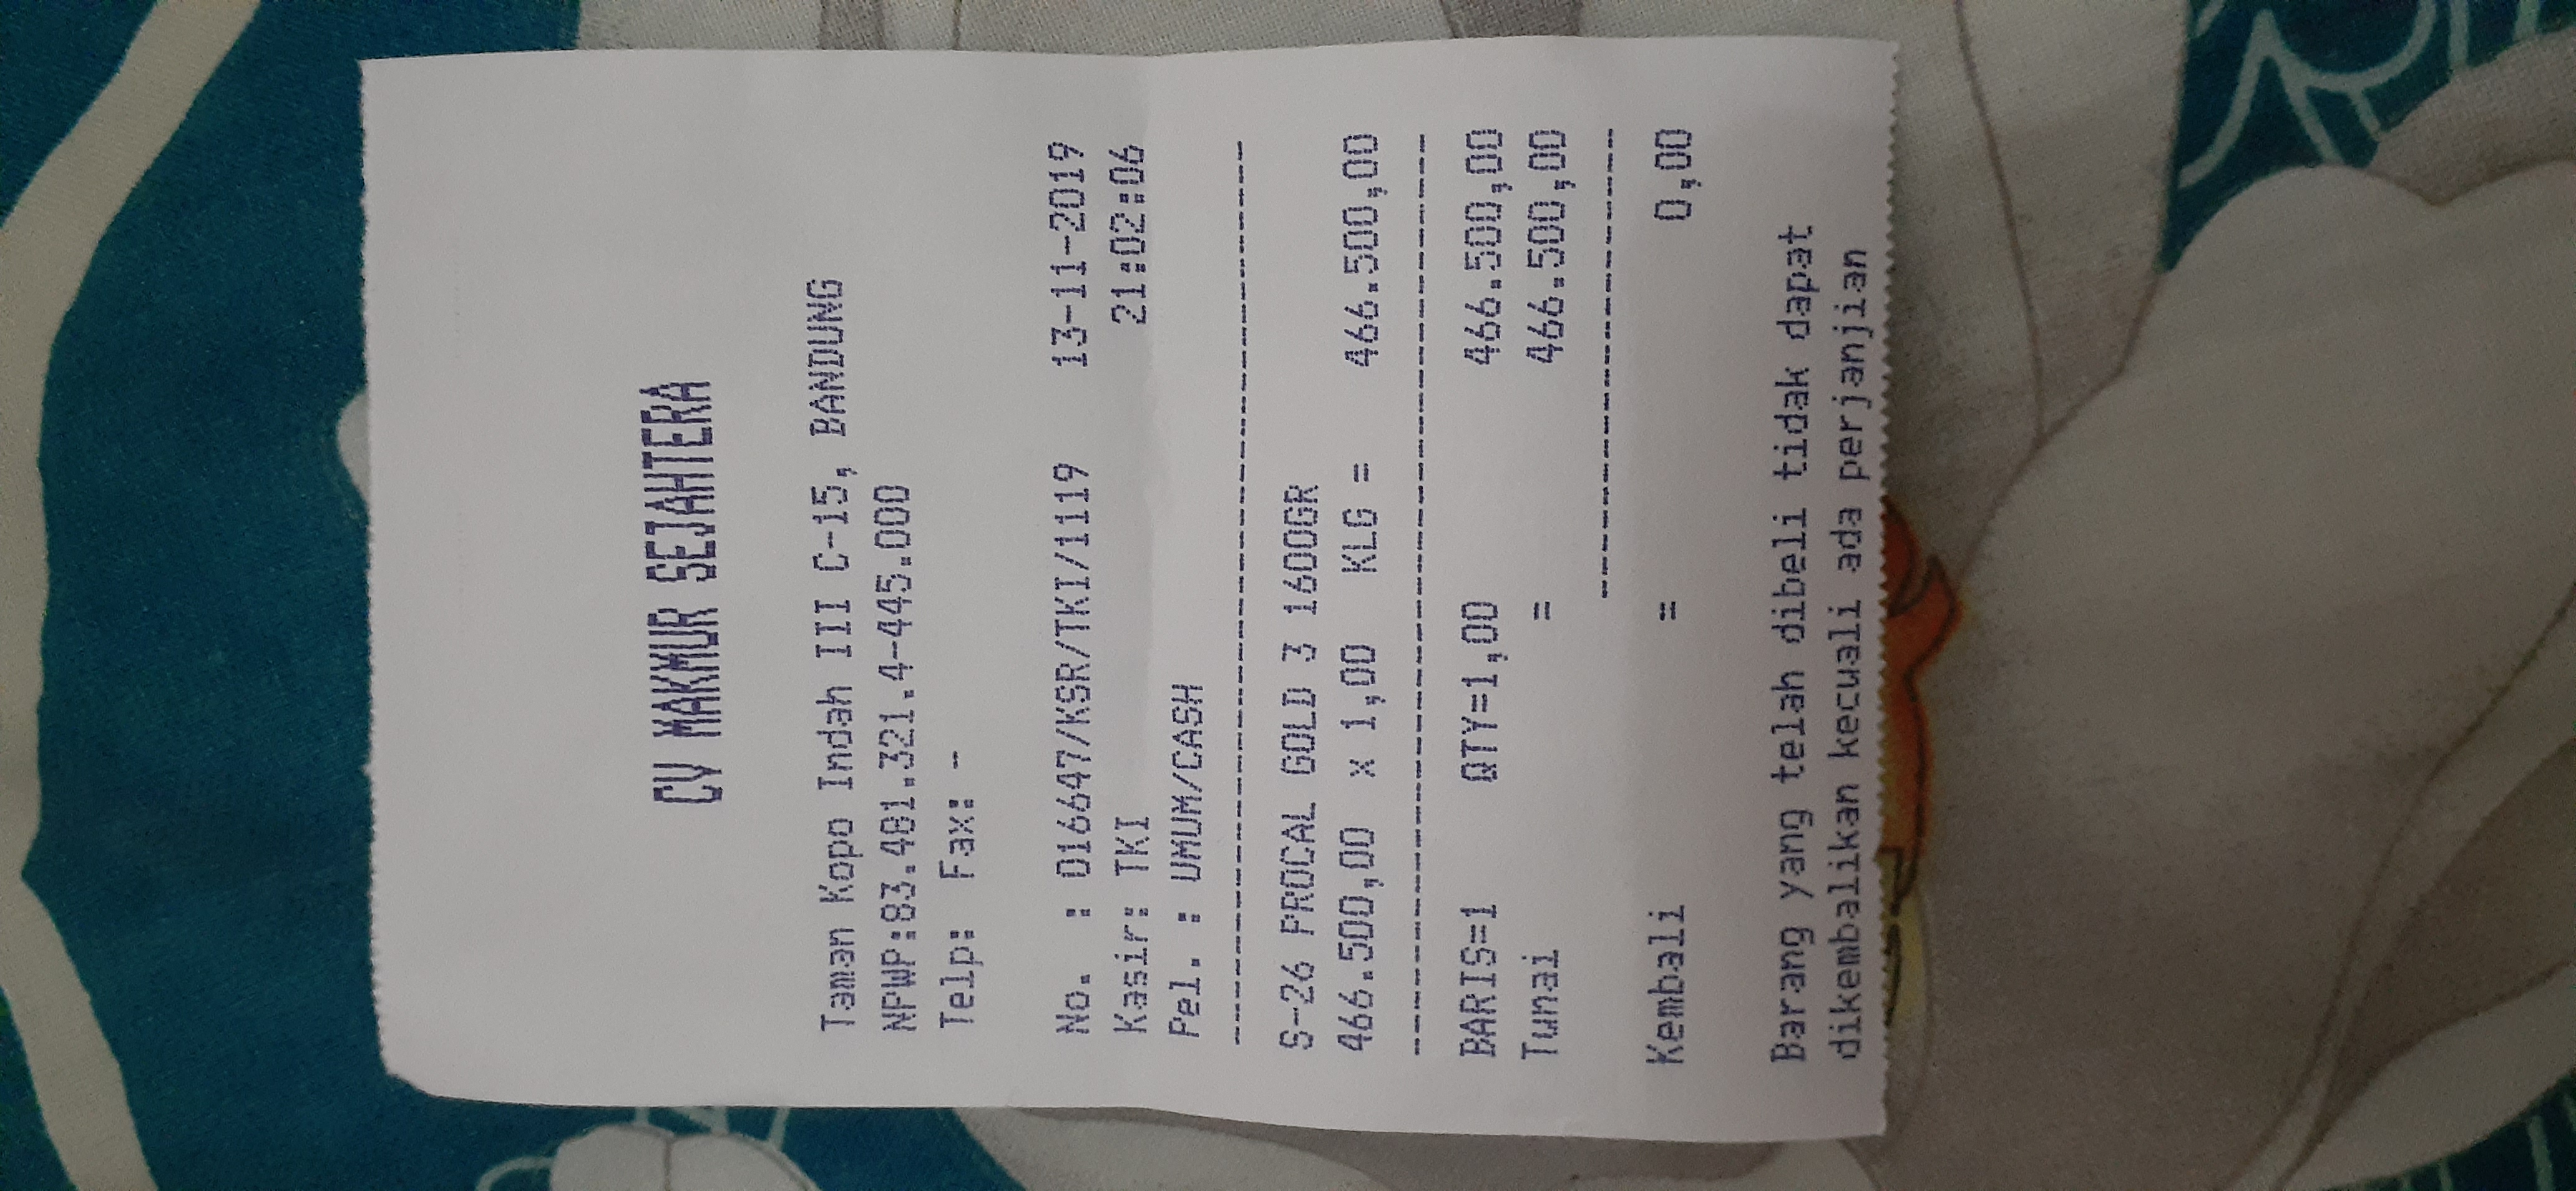 CV MAKMUR SEJAHTERA
Taman Kopo Indah III C-15, BANDUNG
NPWP:83.481.321.4-445.000
Telp: Fax: -
No. : 016647/KSR/TKI/1119 13-11-2019
Kasir: TKI 21:02:06
Pel. : UMUM/CASH
S-26 PROCAL GOLD 3 1600GR
466.500,00 x 1,00 KLG = 466.500,00
BARIS=1 QTY=1,00 466.500,00
Tunai = 466.500,00
Kembali = 0,00
Barang yang telah dibeli tidak dapat
dikembalikan kecuali ada perjanjian